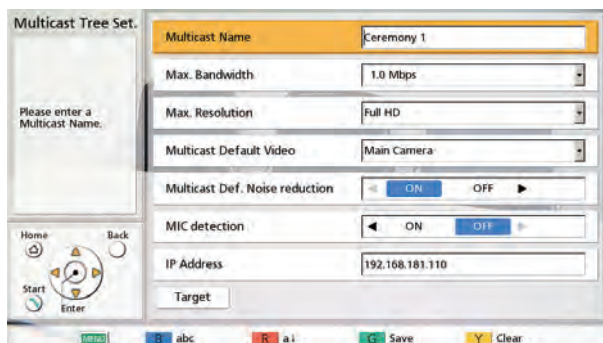 Multicast Tree Set.
Please enter a
Multicast Name.
Multicast Name Ceremony 1
Max. Bandwidth 1.0 Mbps
Max. Resolution Full HD
Multicast Default Video Main Camera
Multicast Def. Noise reduction ON OFF
MIC detection ON OFF
IP Address 192.168.181.110
Target
Home Back
Start
Enter
MENU B abc R a↓ G Save Y Clear